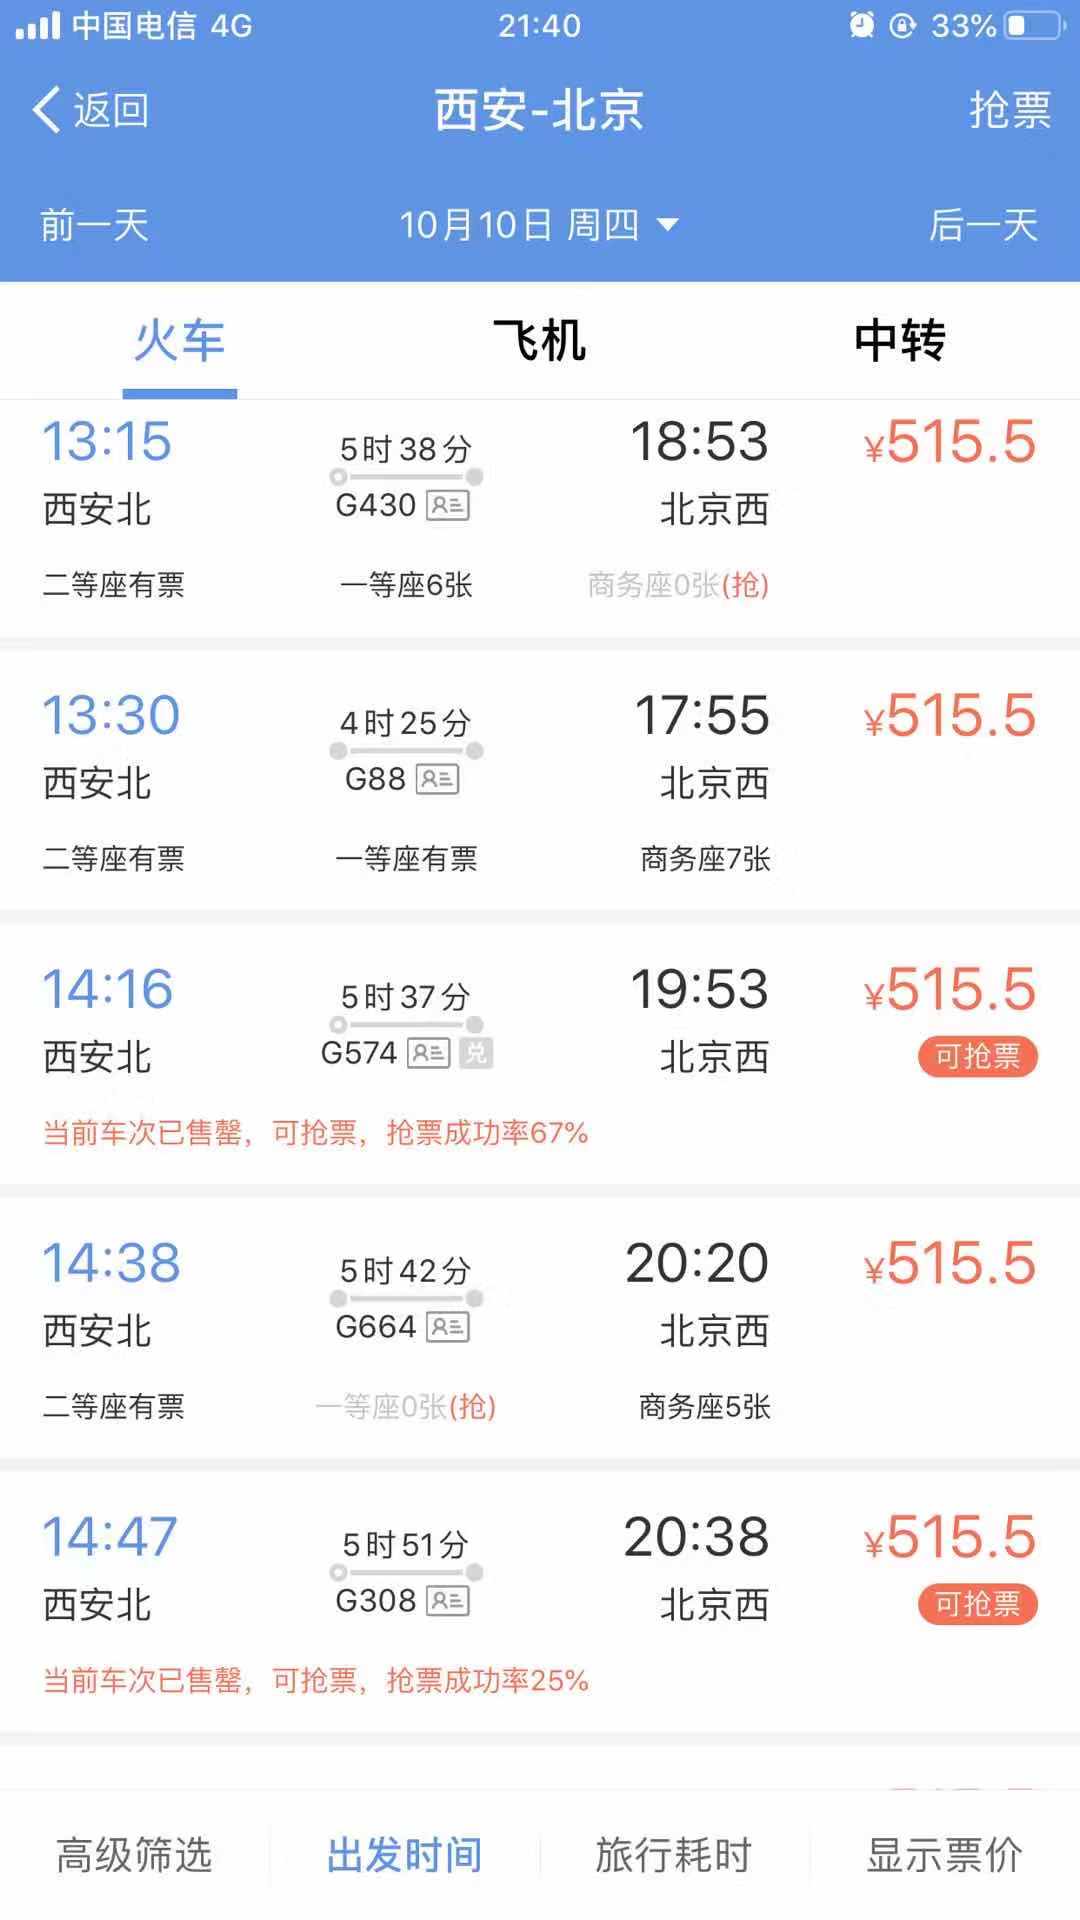 中国电信 4G 21:40 33%
返回 西安-北京 抢票
前一天 10月10日 周四 后一天
火车 飞机 中转
13:15 5时38分 18:53 ¥515.5
西安北 G430 北京西
二等座有票 一等座6张 商务座0张(抢)
13:30 4时25分 17:55 ¥515.5
西安北 G88 北京西
二等座有票 一等座有票 商务座7张
14:16 5时37分 19:53 ¥515.5
西安北 G574 兑 北京西 可抢票
当前车次已售罄，可抢票，抢票成功率67%
14:38 5时42分 20:20 ¥515.5
西安北 G664 北京西
二等座有票 一等座0张(抢) 商务座5张
14:47 5时51分 20:38 ¥515.5
西安北 G308 北京西 可抢票
当前车次已售罄，可抢票，抢票成功率25%
高级筛选 出发时间 旅行耗时 显示票价